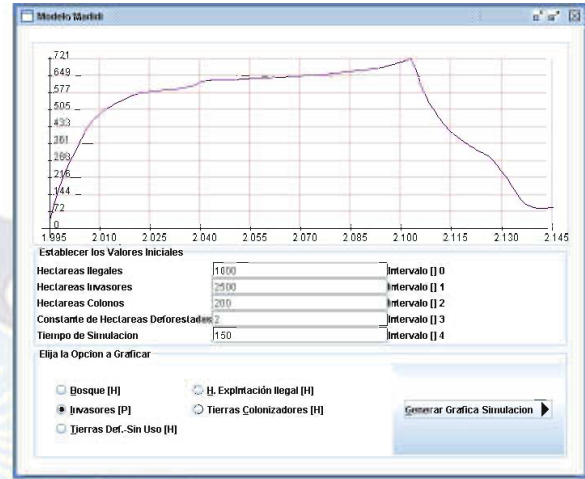 Modelo Madidi
721
649
577
505
433
361
288
216
144
72
0
1.995 2.010 2.025 2.040 2.055 2.070 2.085 2.100 2.115 2.130 2.145
Establecer los Valores Iniciales
Hectareas Ilegales 1600 Intervalo [] 0
Hectareas Invasores 2500 Intervalo [] 1
Hectareas Colonos 200 Intervalo [] 2
Constante de Hectareas Deforestadas 2 Intervalo [] 3
Tiempo de Simulacion 150 Intervalo [] 4
Elija la Opcion a Graficar
Bosque [H] H. Explotación Ilegal [H]
Invasores [P] Tierras Colonizadores [H]
Tierras Def.-Sin Uso [H]
Generar Grafica Simulacion